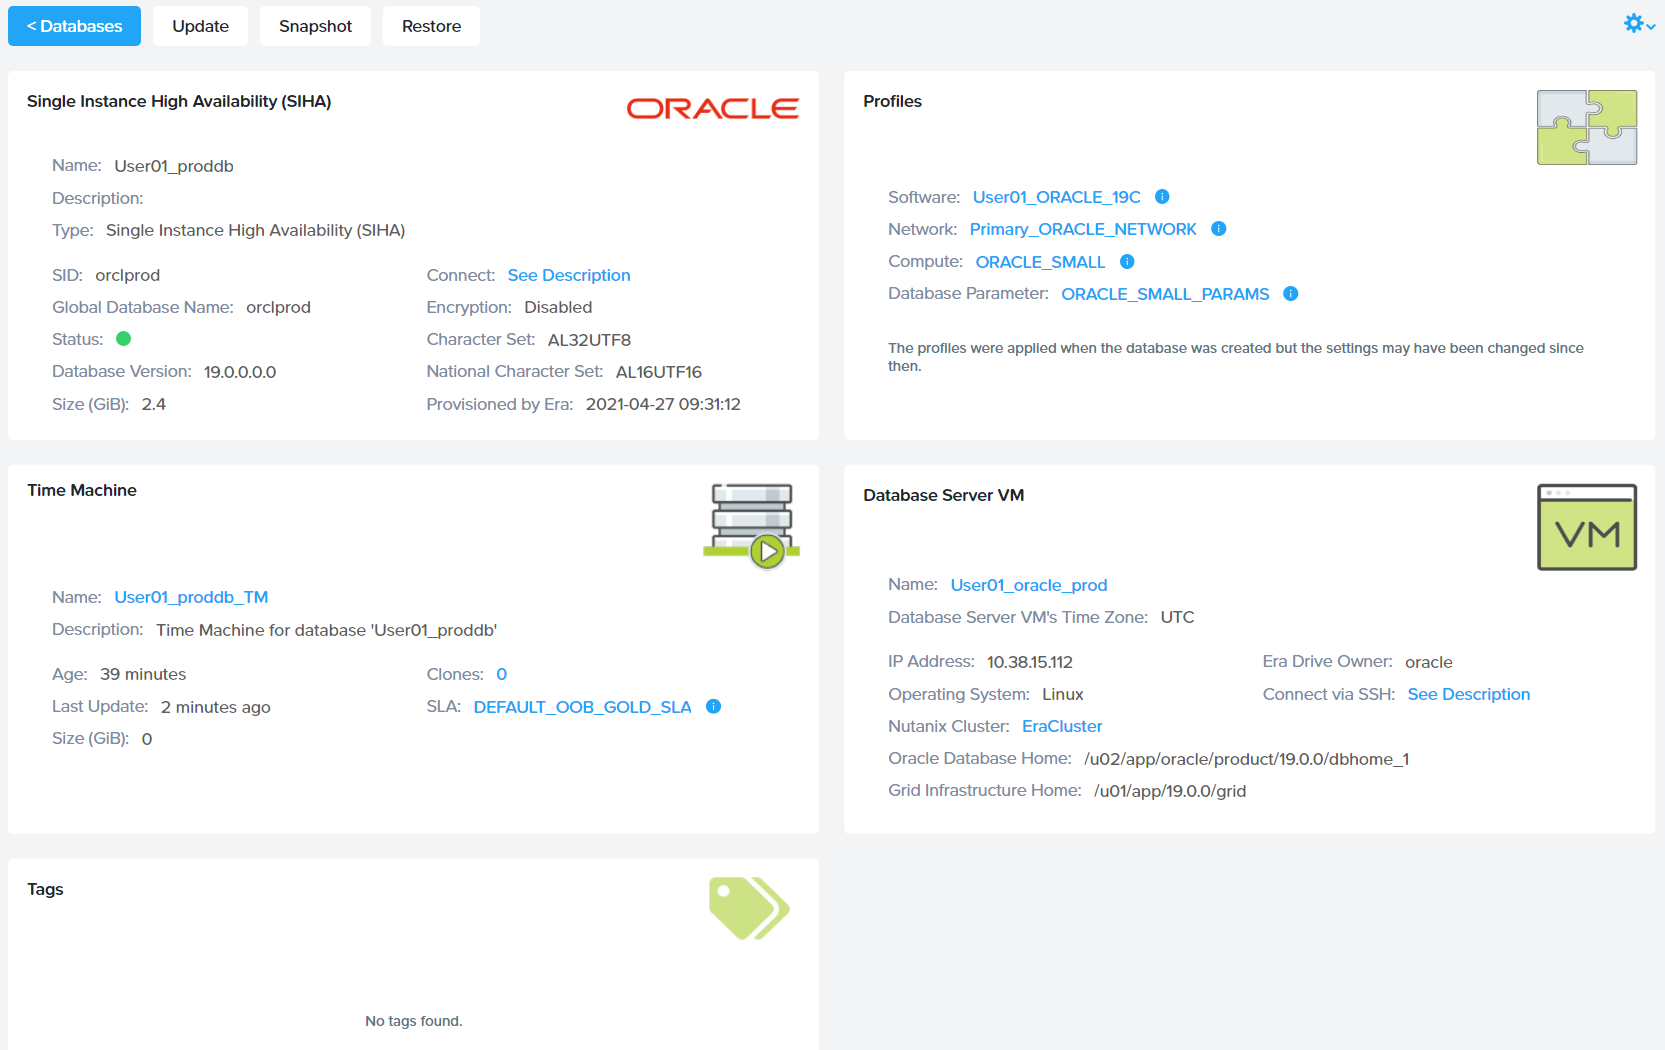 < Databases Update Snapshot Restore
Single Instance High Availability (SIHA)
ORACLE
Name: User01_proddb
Description:
Type: Single Instance High Availability (SIHA)
SID: orclprod
Global Database Name: orclprod
Status:
Database Version: 19.0.0.0.0
Size (GiB): 2.4
Connect: See Description
Encryption: Disabled
Character Set: AL32UTF8
National Character Set: AL16UTF16
Provisioned by Era: 2021-04-27 09:31:12
Profiles
Software: User01_ORACLE_19C
Network: Primary_ORACLE_NETWORK
Compute: ORACLE_SMALL
Database Parameter: ORACLE_SMALL_PARAMS
The profiles were applied when the database was created but the settings may have been changed since
then.
Time Machine
Name: User01_proddb_TM
Description: Time Machine for database 'User01_proddb'
Age: 39 minutes
Last Update: 2 minutes ago
Size (GiB): 0
Clones: 0
SLA: DEFAULT_OOB_GOLD_SLA
Database Server VM
VM
Name: User01_oracle_prod
Database Server VM's Time Zone: UTC
IP Address: 10.38.15.112
Operating System: Linux
Nutanix Cluster: EraCluster
Oracle Database Home: /u02/app/oracle/product/19.0.0/dbhome_1
Grid Infrastructure Home: /u01/app/19.0.0/grid
Era Drive Owner: oracle
Connect via SSH: See Description
Tags
No tags found.